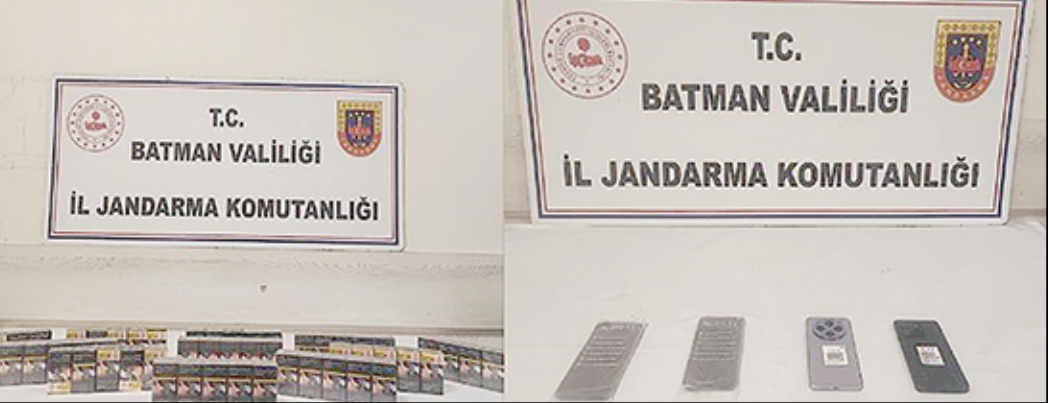 T.C.
BATMAN VALİLİĞİ
İL JANDARMA KOMUTANLIĞI
T.C.
BATMAN VALİLİĞİ
İL JANDARMA KOMUTANLIĞI